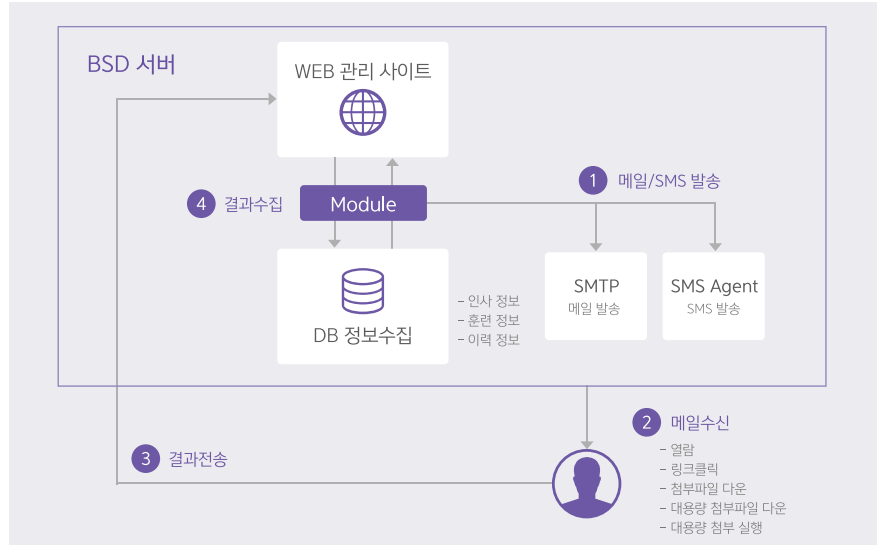 BSD 서버
WEB 관리 사이트
1 메일/SMS 발송
4 결과수집
Module
SMTP
메일 발송
SMS Agent
SMS 발송
DB 정보수집
– 인사 정보
– 훈련 정보
– 이력 정보
2 메일수신
– 열람
– 링크클릭
– 첨부파일 다운
– 대용량 첨부파일 다운
– 대용량 첨부 실행
3 결과전송